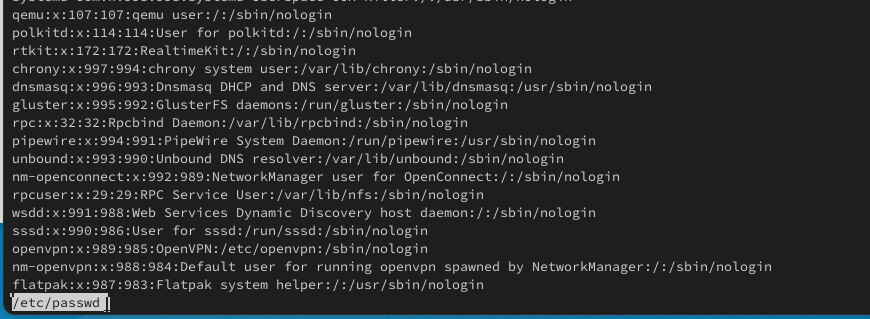 qemu:x:107:107:qemu user:/:/sbin/nologin
polkitd:x:114:114:User for polkitd:/:/sbin/nologin
rtkit:x:172:172:RealtimeKit:/:/sbin/nologin
chrony:x:997:994:chrony system user:/var/lib/chrony:/sbin/nologin
dnsmasq:x:996:993:Dnsmasq DHCP and DNS server:/var/lib/dnsmasq:/usr/sbin/nologin
gluster:x:995:992:GlusterFS daemons:/run/gluster:/sbin/nologin
rpc:x:32:32:Rpcbind Daemon:/var/lib/rpcbind:/sbin/nologin
pipewire:x:994:991:PipeWire System Daemon:/run/pipewire:/usr/sbin/nologin
unbound:x:993:990:Unbound DNS resolver:/var/lib/unbound:/sbin/nologin
nm-openconnect:x:992:989:NetworkManager user for OpenConnect:/:/sbin/nologin
rpcuser:x:29:29:RPC Service User:/var/lib/nfs:/sbin/nologin
wsdd:x:991:988:Web Services Dynamic Discovery host daemon:/:/sbin/nologin
sssd:x:990:986:User for sssd:/run/sssd:/sbin/nologin
openvpn:x:989:985:OpenVPN:/etc/openvpn:/sbin/nologin
nm-openvpn:x:988:984:Default user for running openvpn spawned by NetworkManager:/:/sbin/nologin
flatpak:x:987:983:Flatpak system helper:/:/usr/sbin/nologin
/etc/passwd